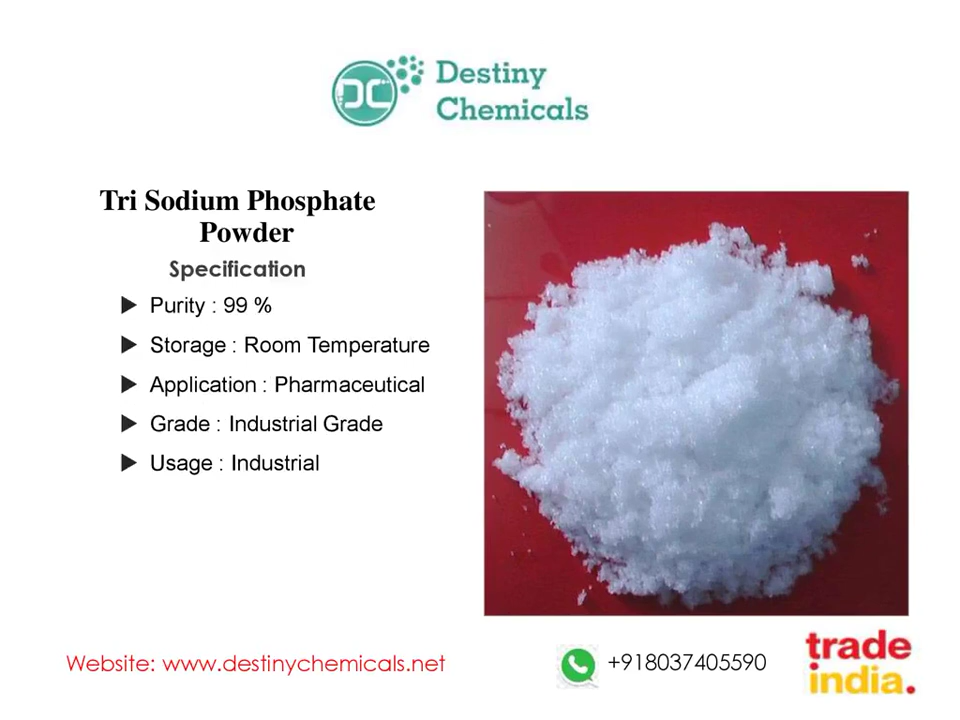 DC
Destiny
Chemicals
Tri Sodium Phosphate
Powder
Specification
Purity : 99 %
Storage : Room Temperature
Application : Pharmaceutical
Grade : Industrial Grade
Usage : Industrial
Website: www.destinychemicals.net
+918037405590
trade
india.